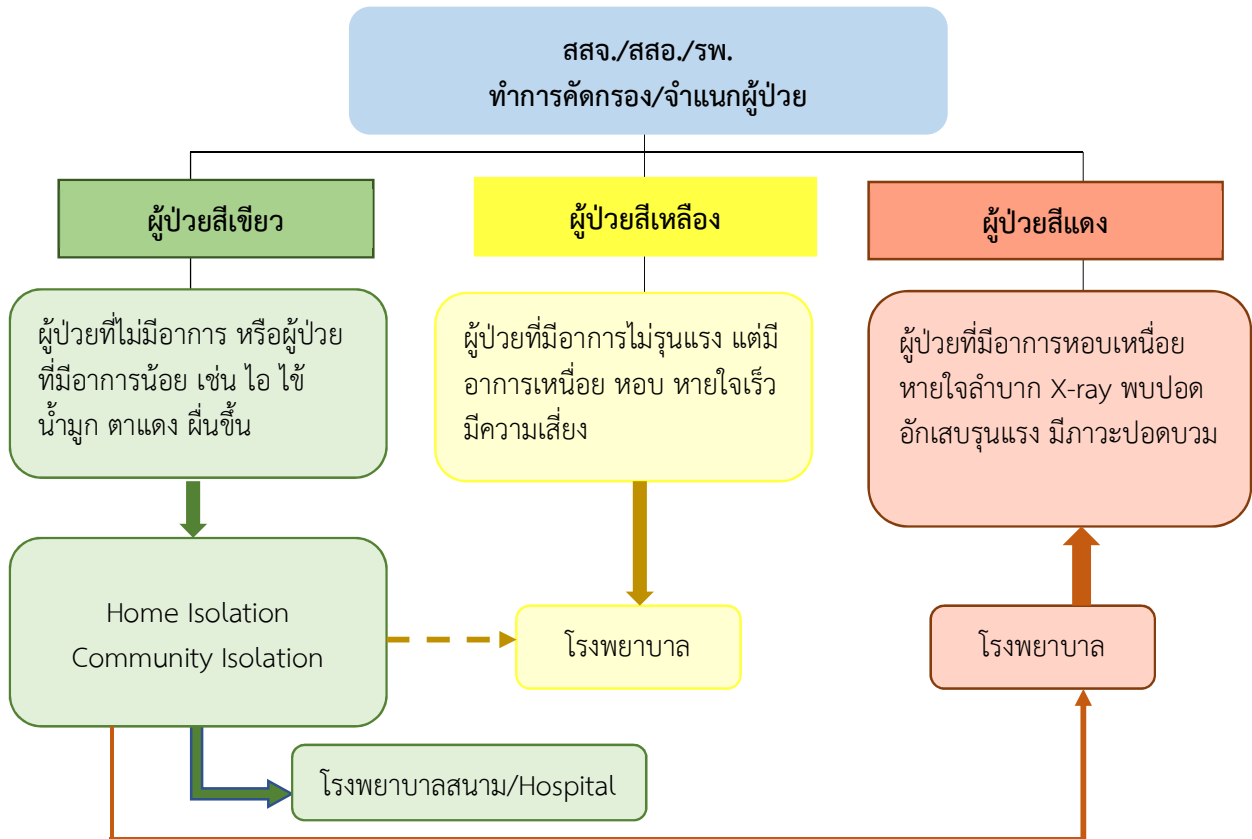 สสจ./สสอ./รพ.
ทำการคัดกรอง/จำแนกผู้ป่วย
ผู้ป่วยสีเขียว
ผู้ป่วยสีเหลือง
ผู้ป่วยสีแดง
ผู้ป่วยที่ไม่มีอาการ หรือผู้ป่วย
ที่มีอาการน้อย เช่น ไอ ไข้
น้ำมูก ตาแดง ผื่นขึ้น
ผู้ป่วยที่มีอาการไม่รุนแรง แต่มี
อาการเหนื่อย หอบ หายใจเร็ว
มีความเสี่ยง
ผู้ป่วยที่มีอาการหอบเหนื่อย
หายใจลำบาก X-ray พบปอด
อักเสบรุนแรง มีภาวะปอดบวม
Home Isolation
Community Isolation
โรงพยาบาล
โรงพยาบาล
โรงพยาบาลสนาม/Hospital